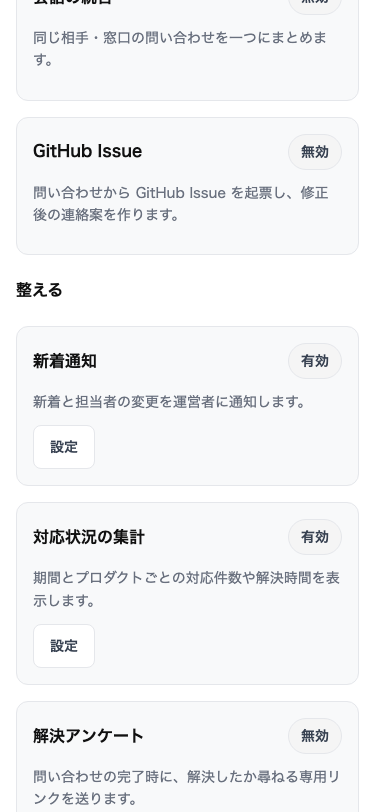 会話の統合
無効
同じ相手・窓口の問い合わせを一つにまとめま
す。
GitHub Issue
無効
問い合わせから GitHub Issue を起票し、修正
後の連絡案を作ります。
整える
新着通知
有効
新着と担当者の変更を運営者に通知します。
設定
対応状況の集計
有効
期間とプロダクトごとの対応件数や解決時間を表
示します。
設定
解決アンケート
無効
問い合わせの完了時に、解決したか尋ねる専用リ
ンクを送ります。